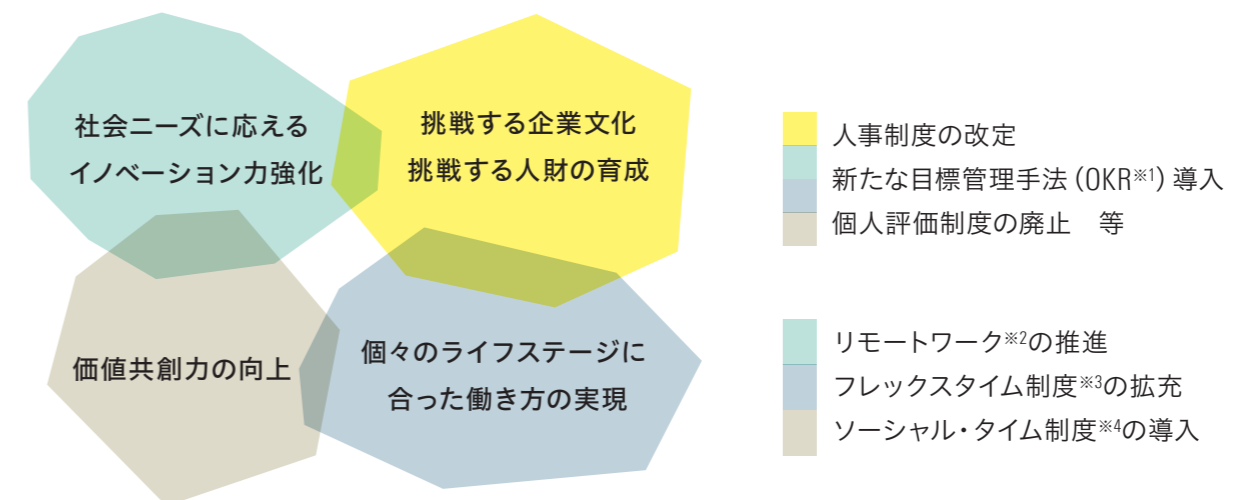 社会ニーズに応える
イノベーション力強化
挑戦する企業文化
挑戦する人財の育成
価値共創力の向上
個々のライフステージに
合った働き方の実現
人事制度の改定
新たな目標管理手法（OKR※1）導入
個人評価制度の廃止　等
リモートワーク※2の推進
フレックスタイム制度※3の拡充
ソーシャル・タイム制度※4の導入